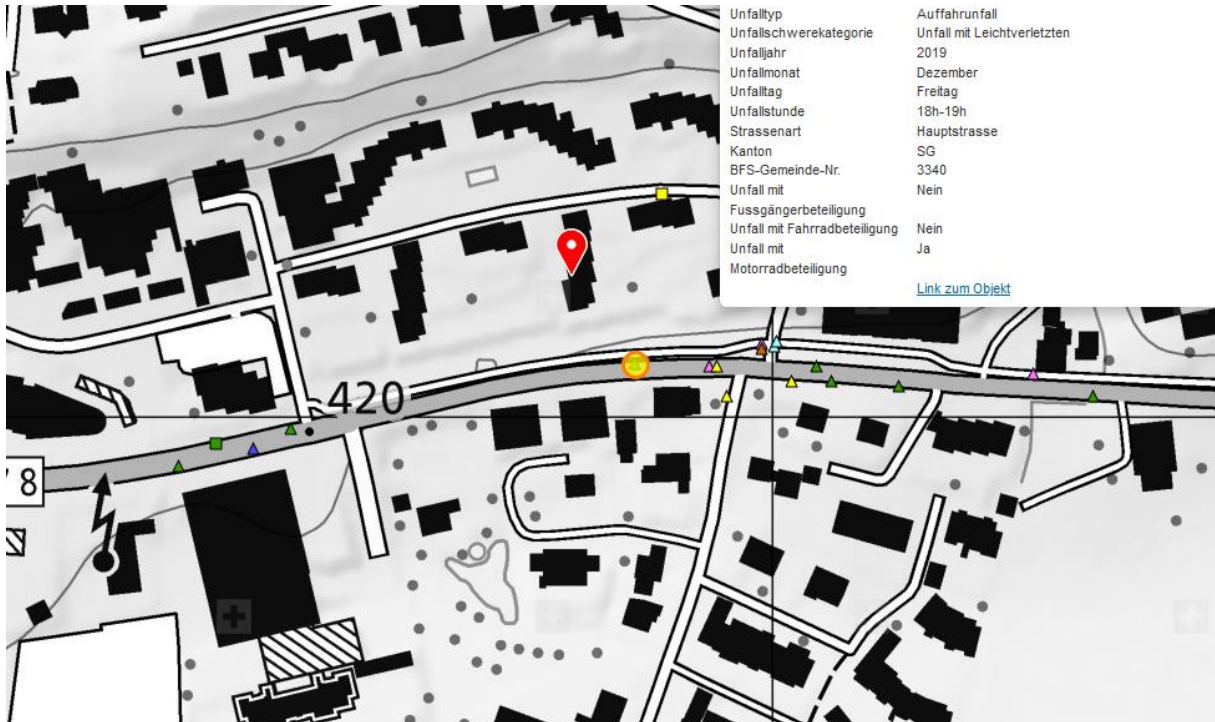 Unfalltyp Auffahrunfall
Unfallschwerekategorie Unfall mit Leichtverletzten
Unfalljahr 2019
Unfallmonat Dezember
Unfalltag Freitag
Unfallstunde 18h-19h
Strassenart Hauptstrasse
Kanton SG
BFS-Gemeinde-Nr. 3340
Unfall mit Nein
Fussgängerbeteiligung
Unfall mit Fahrradbeteiligung Nein
Unfall mit Ja
Motorradbeteiligung
Link zum Objekt
420
8